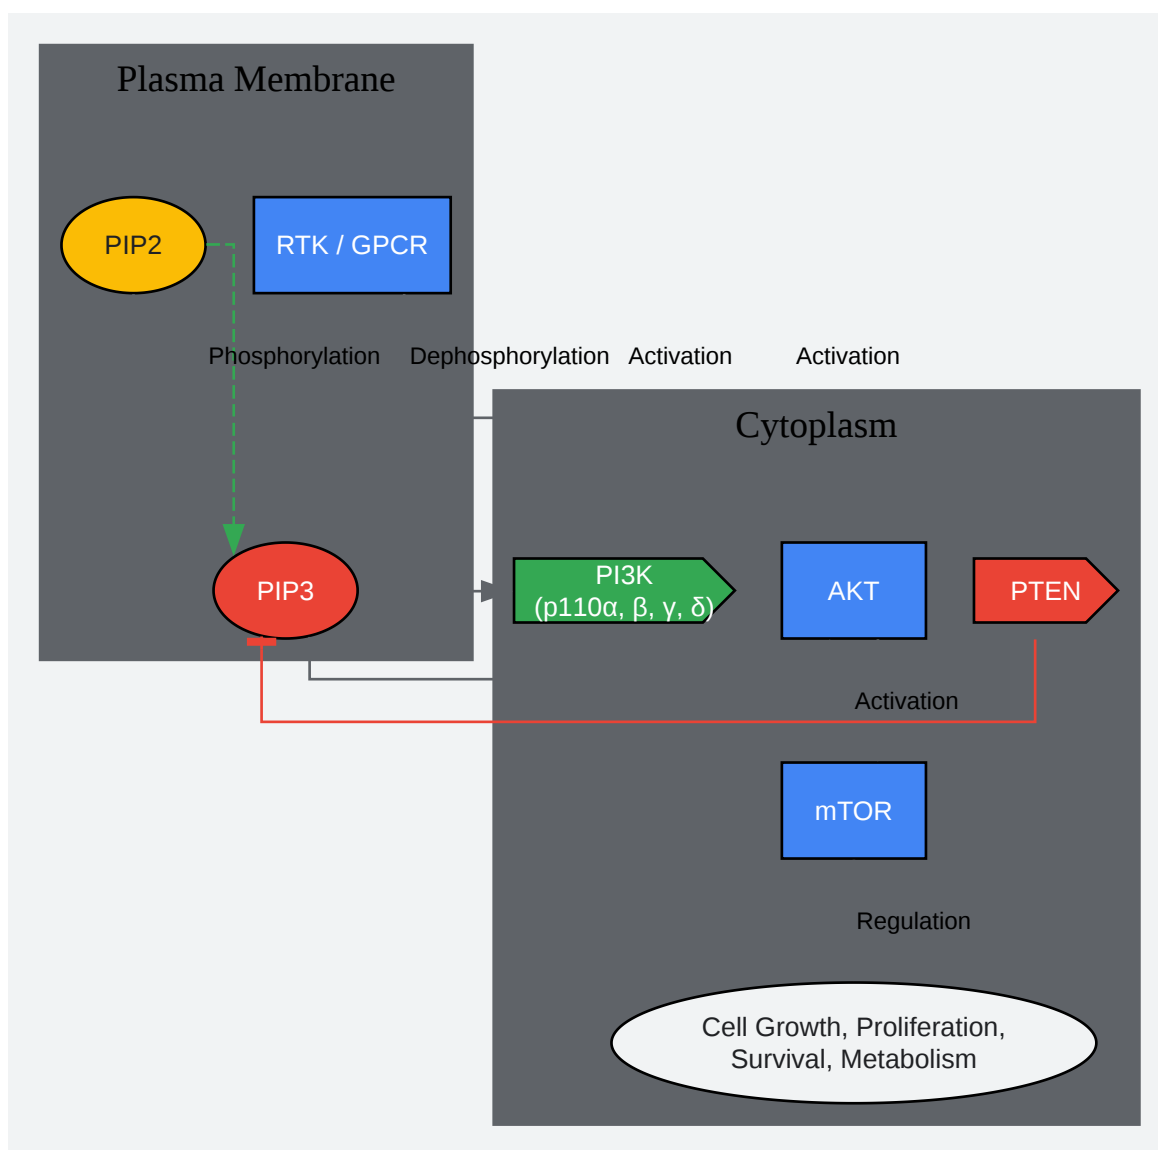 Plasma Membrane
PIP2
RTK / GPCR
Phosphorylation
Dephosphorylation
Activation
Activation
Cytoplasm
PIP3
PI3K
(p110α, β, γ, δ)
AKT
PTEN
Activation
mTOR
Regulation
Cell Growth, Proliferation,
Survival, Metabolism